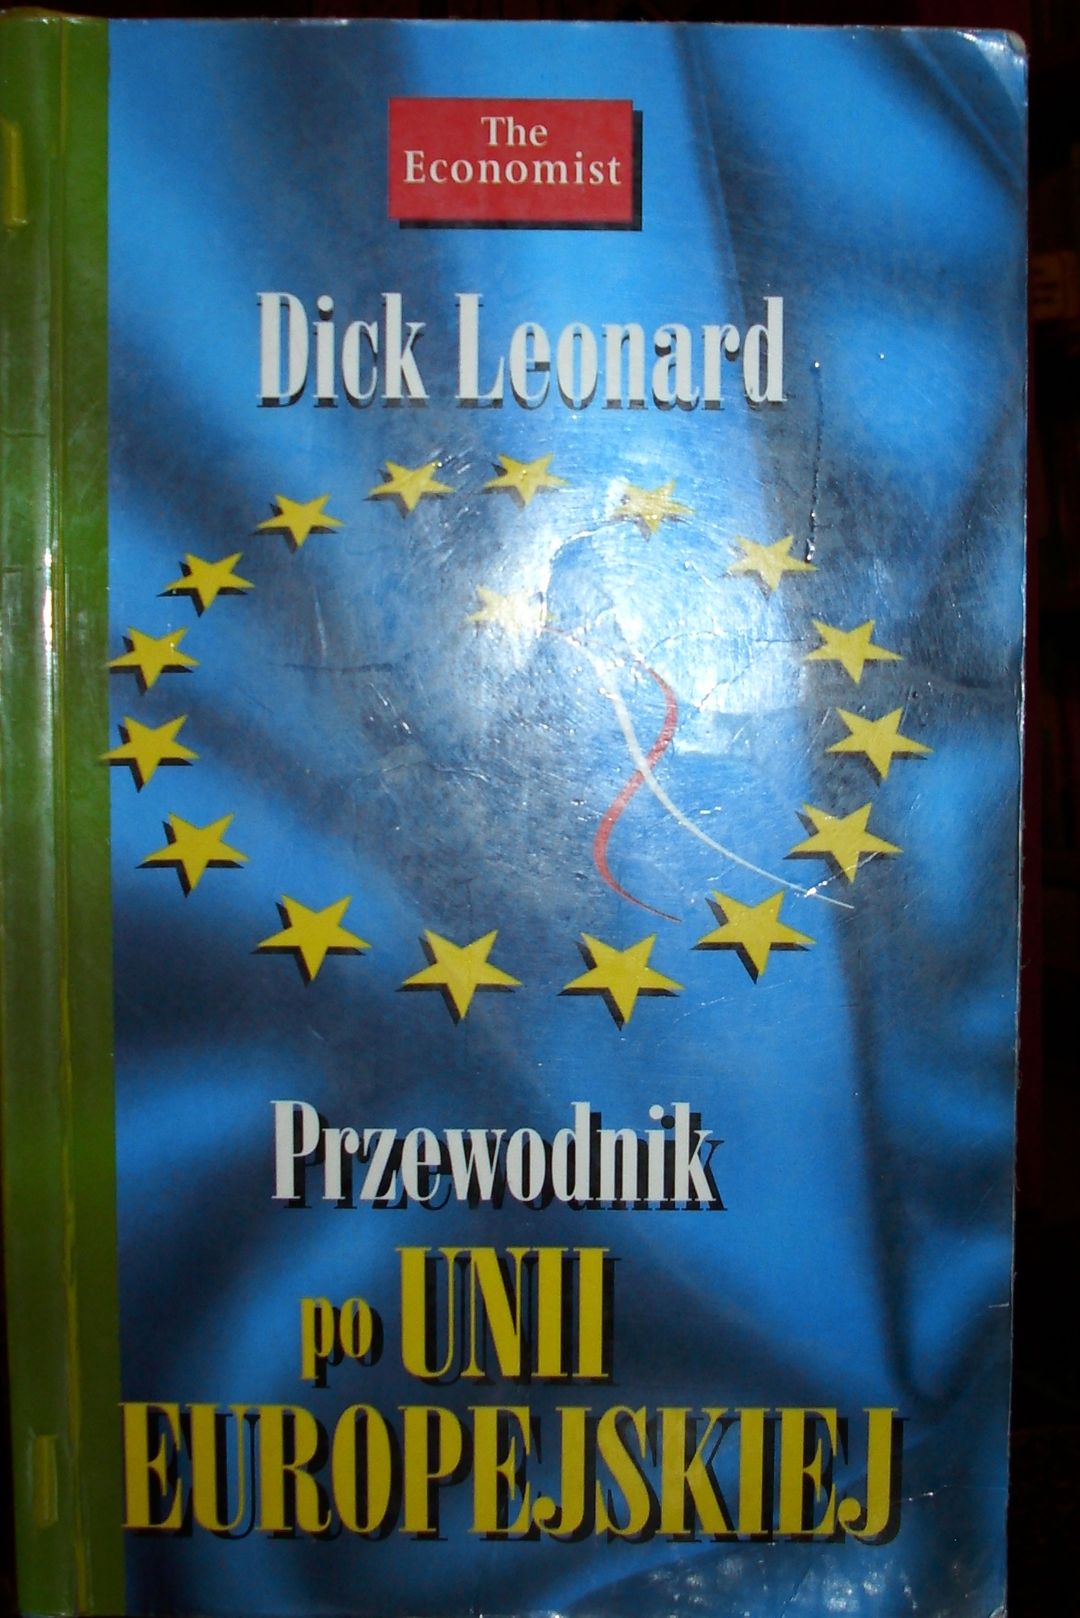 The
Economist
Dick Leonard
Przewodnik
po UNII
EUROPEJSKIEJ